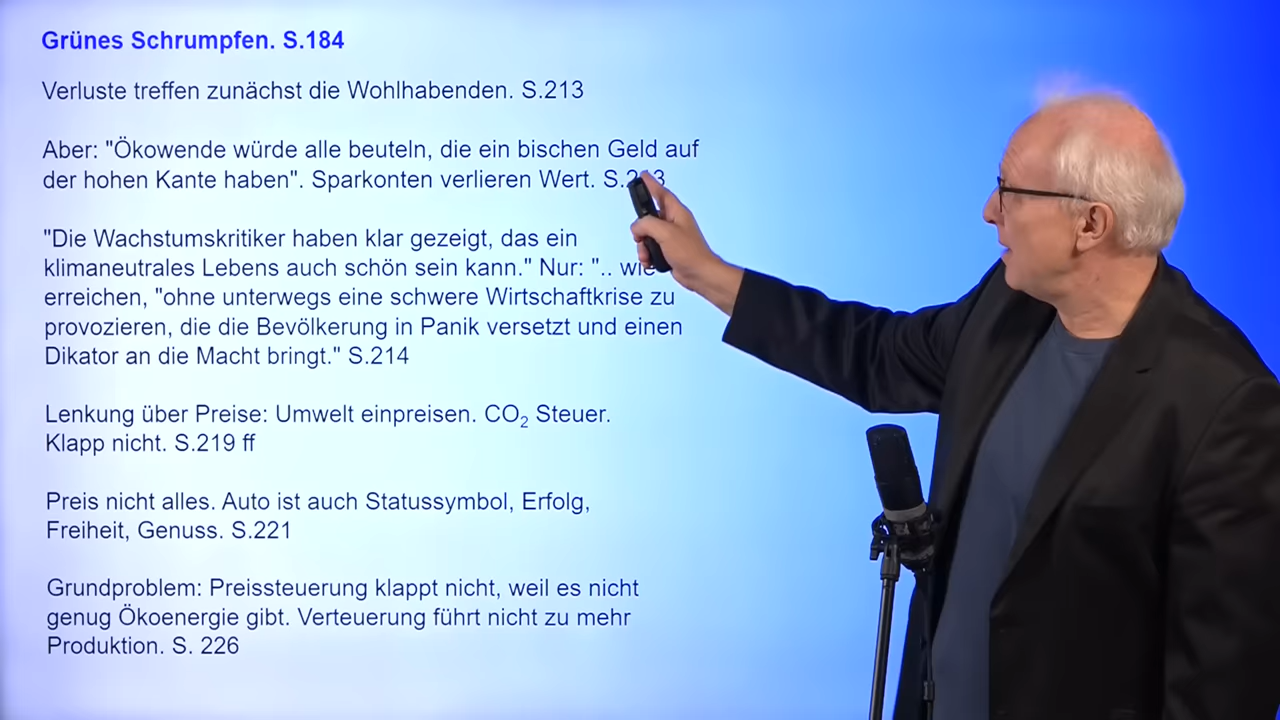 Grünes Schrumpfen. S.184
Verluste treffen zunächst die Wohlhabenden. S.213
Aber: "Ökowende würde alle beuteln, die ein bischen Geld auf
der hohen Kante haben". Sparkonten verlieren Wert.
"Die Wachstumskritiker haben klar gezeigt, das ein
klimaneutrales Lebens auch schön sein kann." Nur: "..
erreichen, "ohne unterwegs eine schwere Wirtschaftkrise zu
provozieren, die die Bevölkerung in Panik versetzt und einen
Dikator an die Macht bringt." S.214
Lenkung über Preise: Umwelt einpreisen. CO₂ Steuer.
Klapp nicht. S.219 ff
Preis nicht alles. Auto ist auch Statussymbol, Erfolg,
Freiheit, Genuss. S.221
Grundproblem: Preissteuerung klappt nicht, weil es nicht
genug Ökoenergie gibt. Verteuerung führt nicht zu mehr
Produktion. S. 226